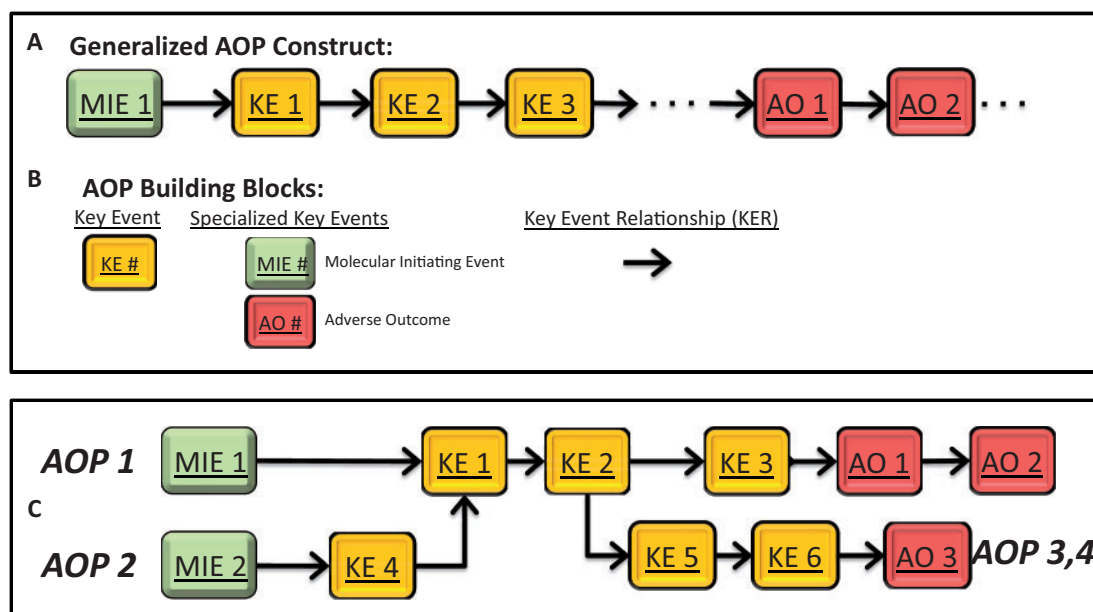 A Generalized AOP Construct:
MIE 1 KE 1 KE 2 KE 3 . . . . AO 1 AO 2 . . .
B AOP Building Blocks:
Key Event Specialized Key Events Key Event Relationship (KER)
KE # MIE # Molecular Initiating Event
AO # Adverse Outcome
AOP 1 MIE 1 KE 1 KE 2 KE 3 AO 1 AO 2
C
AOP 2 MIE 2 KE 4 KE 5 KE 6 AO 3 AOP 3,4